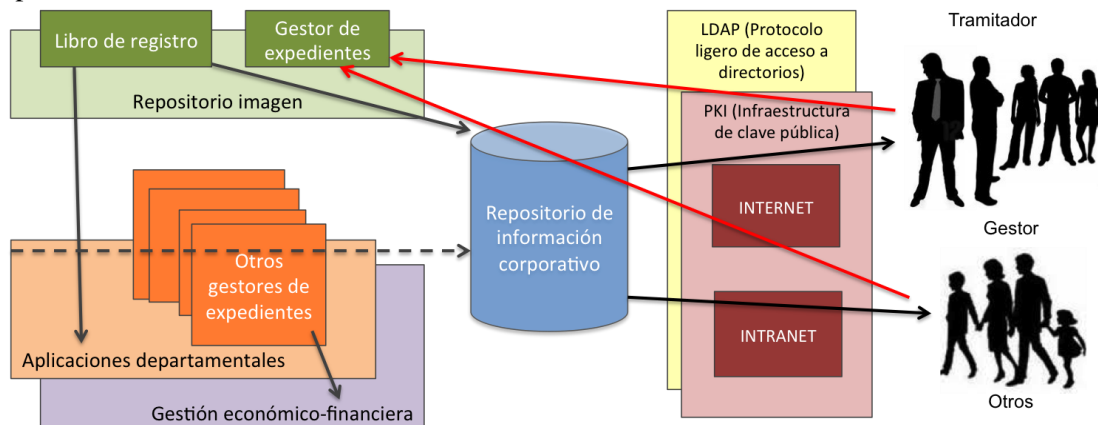 Libro de registro
Gestor de
expedientes
Repositorio imagen
LDAP (Protocolo
ligero de acceso a
directorios)
Tramitador
PKI (Infraestructura
de clave pública)
INTERNET
Repositorio de
información
corporativo
Gestor
Otros
gestores de
expedientes
INTRANET
Aplicaciones departamentales
Gestión económico-financiera
Otros